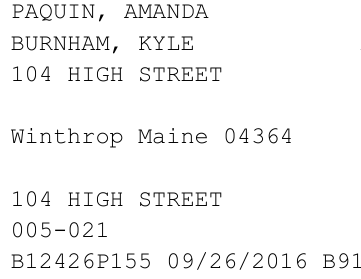 PAQUIN, AMANDA
BURNHAM, KYLE
104 HIGH STREET
Winthrop Maine 04364
104 HIGH STREET
005-021
B12426P155 09/26/2016 B91